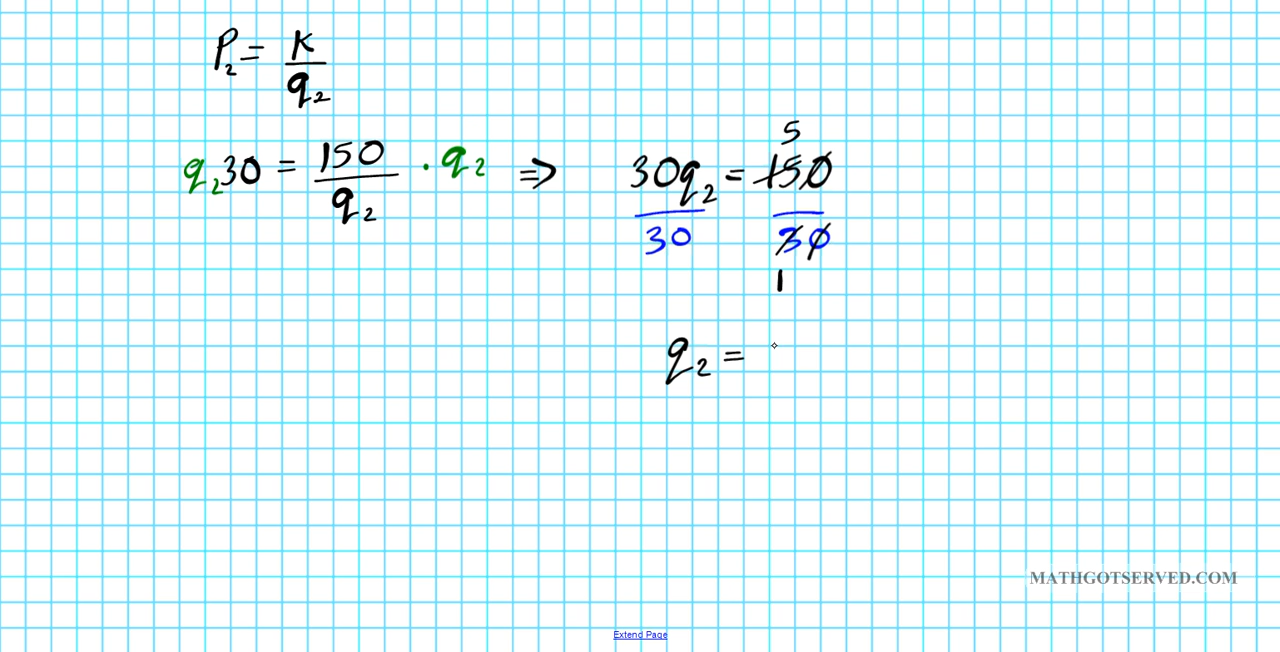 P₂ = K/q₂
q₂30 = 150/q₂ · q₂ ⇒ 30q₂ = 150
5
30 30
1
q₂ =
MATHGOTSERVED.COM
Extend Page